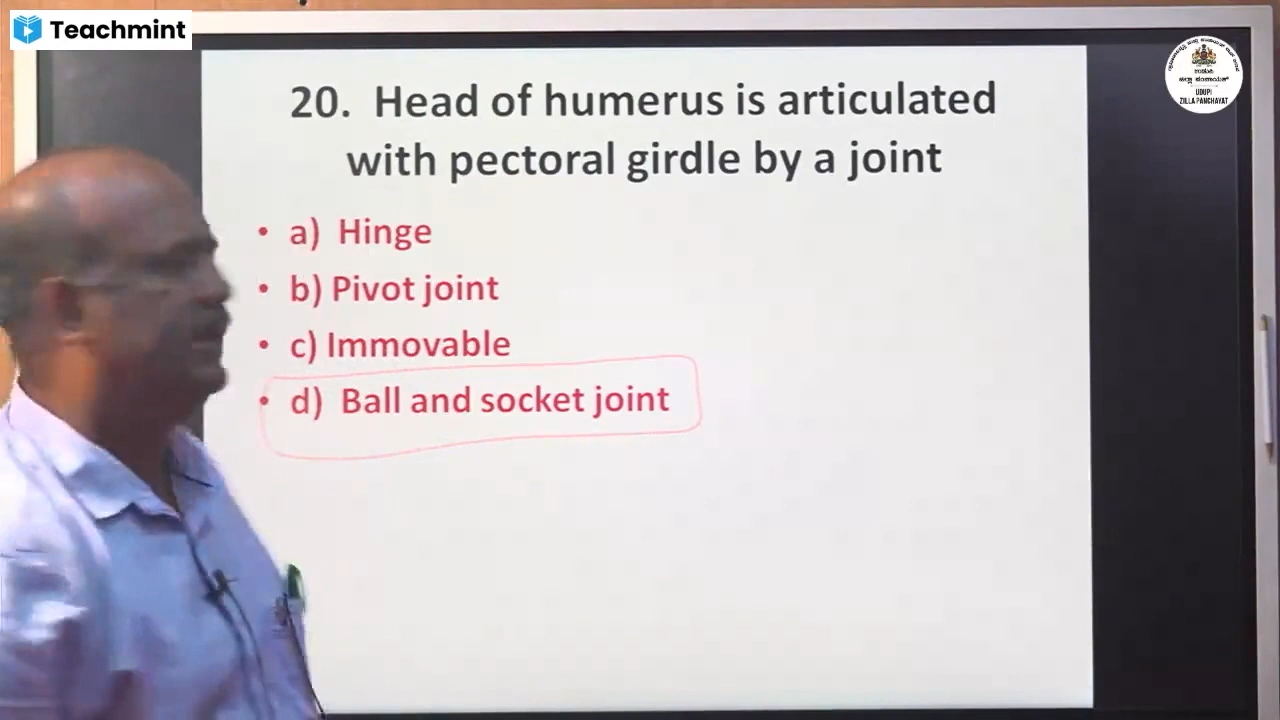 Teachmint
20. Head of humerus is articulated
with pectoral girdle by a joint
• a) Hinge
• b) Pivot joint
• c) Immovable
• d) Ball and socket joint
UDUPI
ZILLA PANCHAYAT